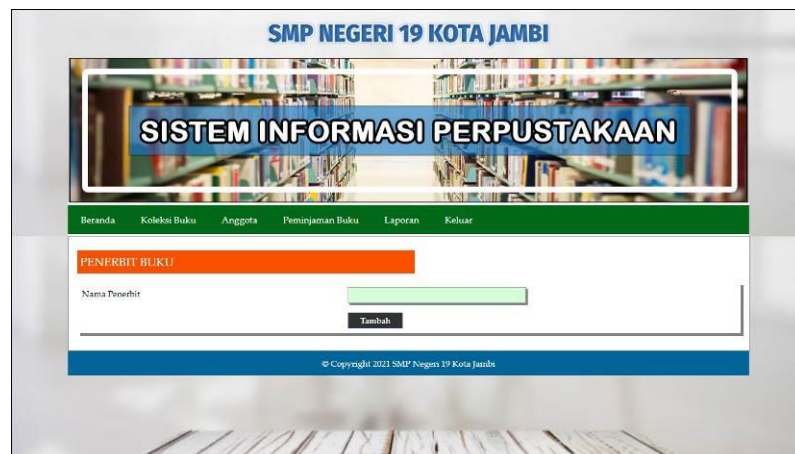 SMP NEGERI 19 KOTA JAMBI
SISTEM INFORMASI PERPUSTAKAAN
Beranda Koleksi Buku Anggota Peminjaman Buku Laporan Keluar
PENERBIT BUKU
Nama Penerbit
Tambah
© Copyright 2021 SMP Negeri 19 Kota Jambi